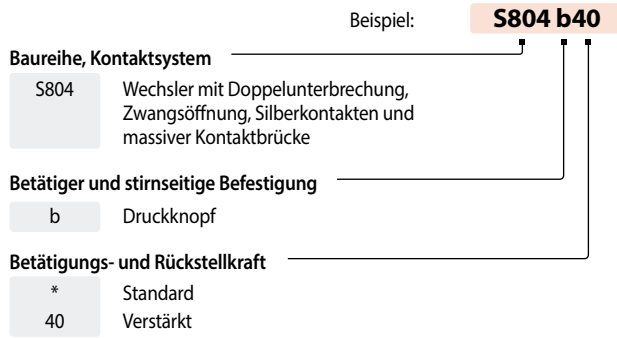 Beispiel: S804 b40
Baureihe, Kontaktsystem
S804 Wechsler mit Doppelunterbrechung,
Zwangsöffnung, Silberkontakten und
massiver Kontaktbrücke
Betätiger und stirnseitige Befestigung
b Druckknopf
Betätigungs- und Rückstellkraft
* Standard
40 Verstärkt